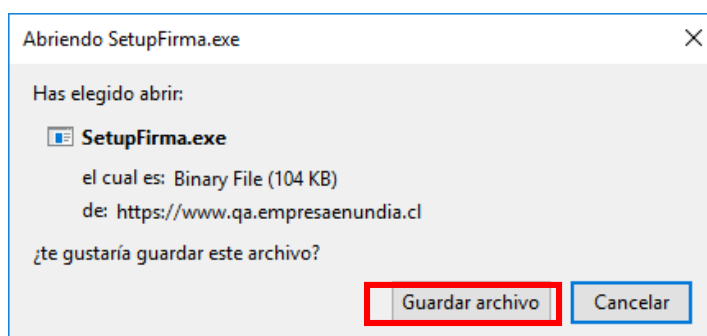 Abriendo SetupFirma.exe
Has elegido abrir:
SetupFirma.exe
el cual es: Binary File (104 KB)
de: https://www.qa.empresaenundia.cl
¿te gustaría guardar este archivo?
Guardar archivo Cancelar